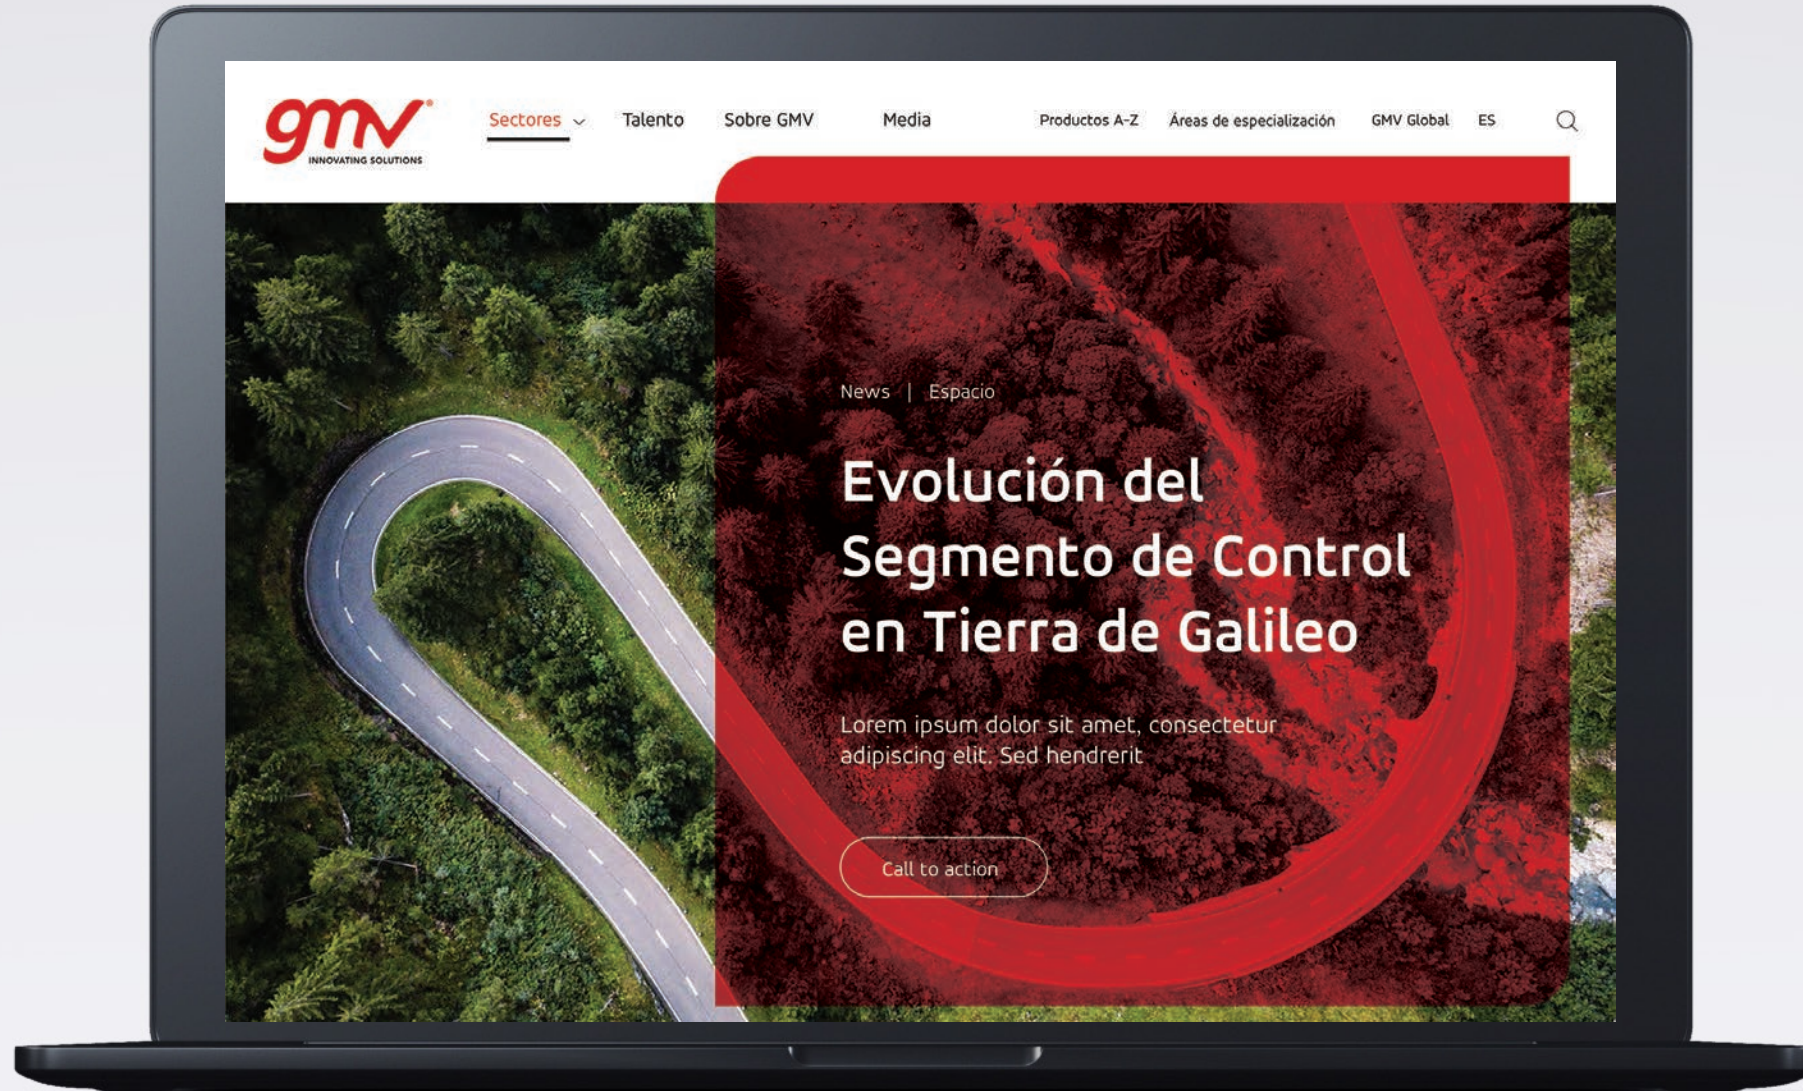 gmv®
INNOVATING SOLUTIONS
Sectores
Talento
Sobre GMV
Media
Productos A-Z
Áreas de especialización
GMV Global
ES
News | Espacio
Evolución del
Segmento de Control
en Tierra de Galileo
Lorem ipsum dolor sit amet, consectetur
adipiscing elit. Sed hendrerit
Call to action